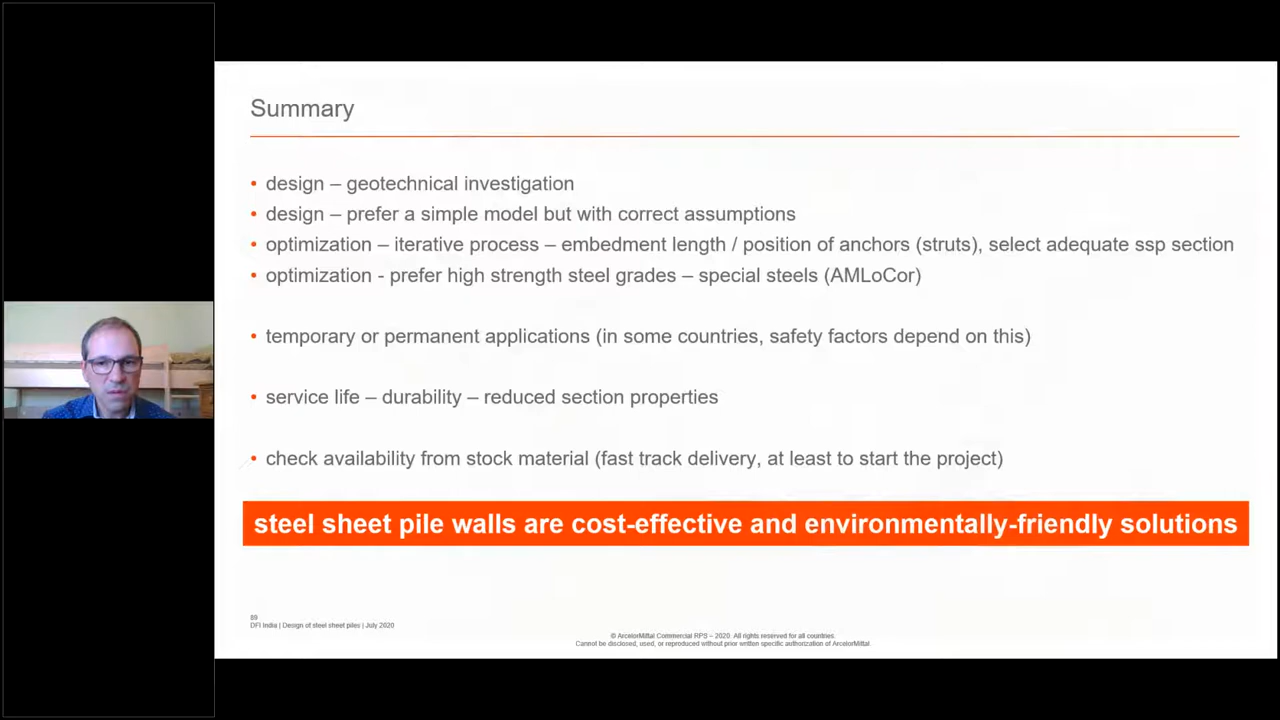 Summary
• design – geotechnical investigation
• design – prefer a simple model but with correct assumptions
• optimization – iterative process – embedment length / position of anchors (struts), select adequate ssp section
• optimization - prefer high strength steel grades – special steels (AMLoCor)
• temporary or permanent applications (in some countries, safety factors depend on this)
• service life – durability – reduced section properties
• check availability from stock material (fast track delivery, at least to start the project)
steel sheet pile walls are cost-effective and environmentally-friendly solutions
89
DFI India | Design of steel sheet piles | July 2020
© ArcelorMittal Commercial RPS – 2020 All rights reserved for all countries.
Cannot be disclosed, used, or reproduced without prior written specific authorization of ArcelorMittal